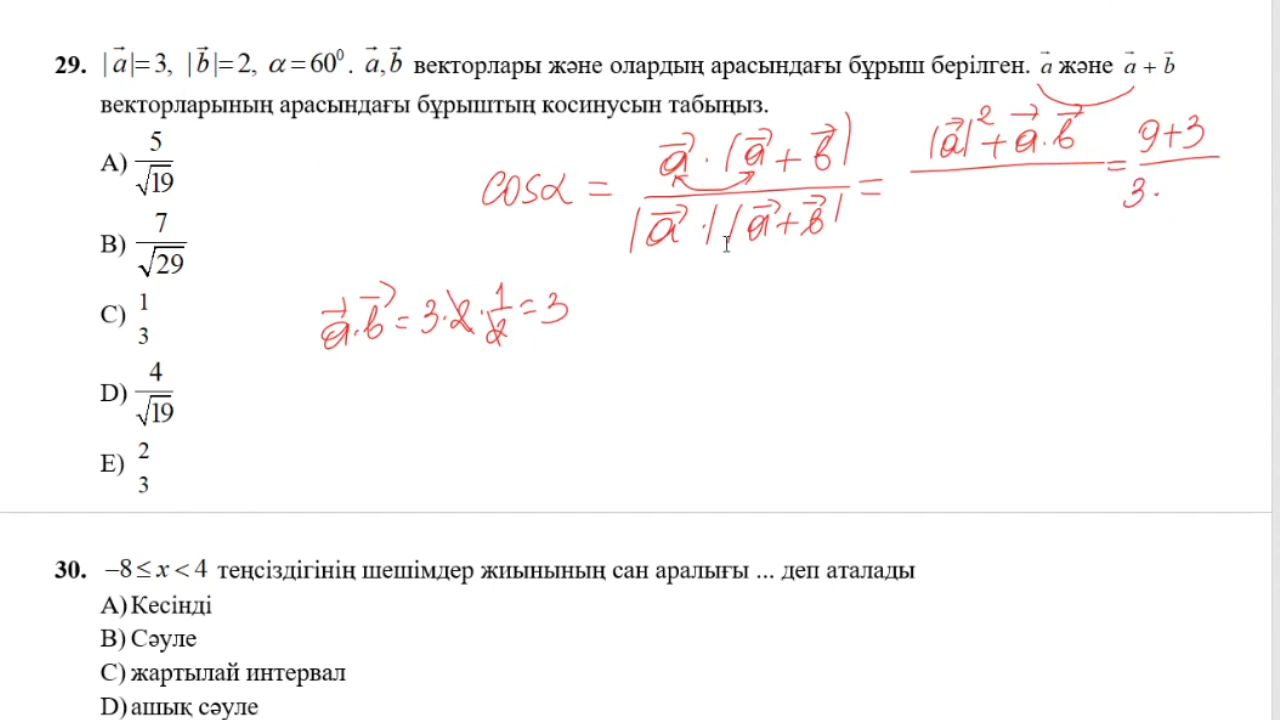 29. |a⃗|=3, |b⃗|=2, α=60⁰. a⃗,b⃗ векторлары және олардың арасындағы бұрыш берілген. a⃗ және a⃗ + b⃗
векторларының арасындағы бұрыштың косинусын табыңыз.
A) 5/√19
B) 7/√29
C) 1 3
D) 4/√19
E) 2 3
cosα = a⃗ · (a⃗ + b⃗) / |a⃗ ·| |a⃗ + b⃗| = |a⃗|² + a⃗ · b⃗ = 9+3 / 3 ·
a⃗ · b⃗ = 3 · 2 · 1/2 = 3
30. −8 ≤ x < 4 теңсіздігінің шешімдер жиынының сан аралығы ... деп аталады
A) Кесінді
B) Сәуле
C) жартылай интервал
D) ашық сәуле